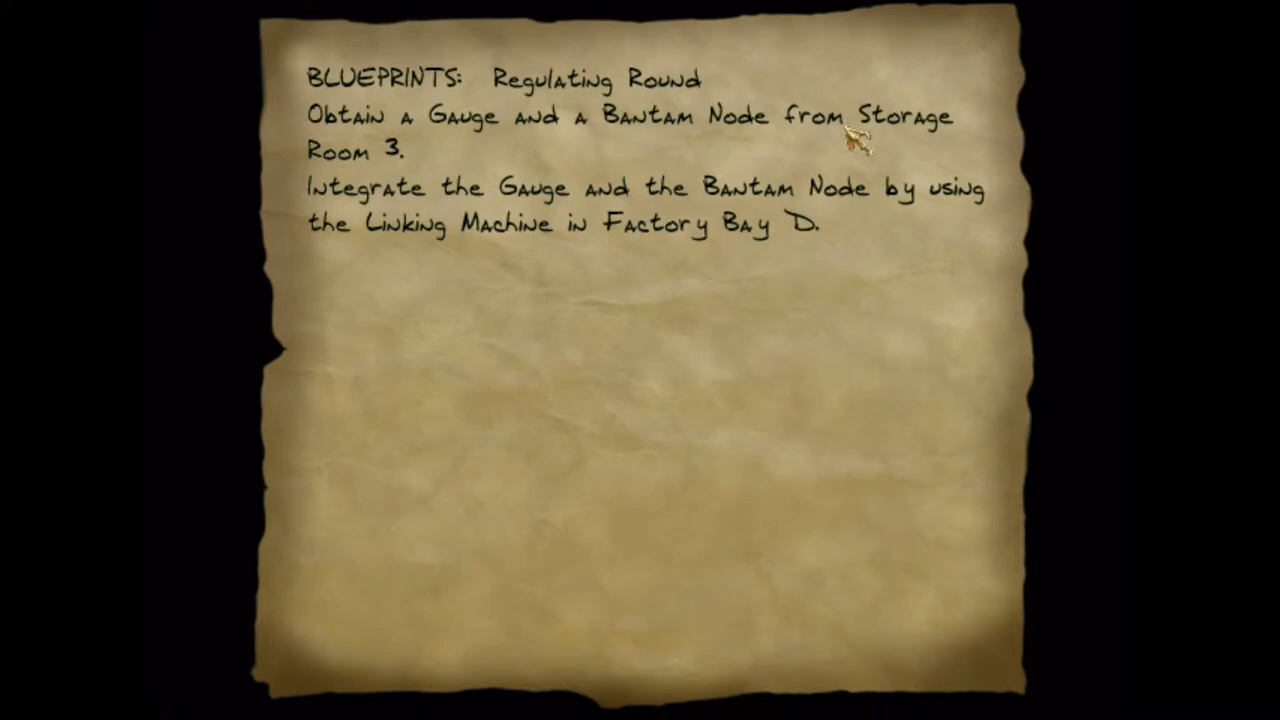 BLUEPRINTS: Regulating Round
Obtain a Gauge and a Bantam Node from Storage
Room 3.
Integrate the Gauge and the Bantam Node by using
the Linking Machine in Factory Bay D.